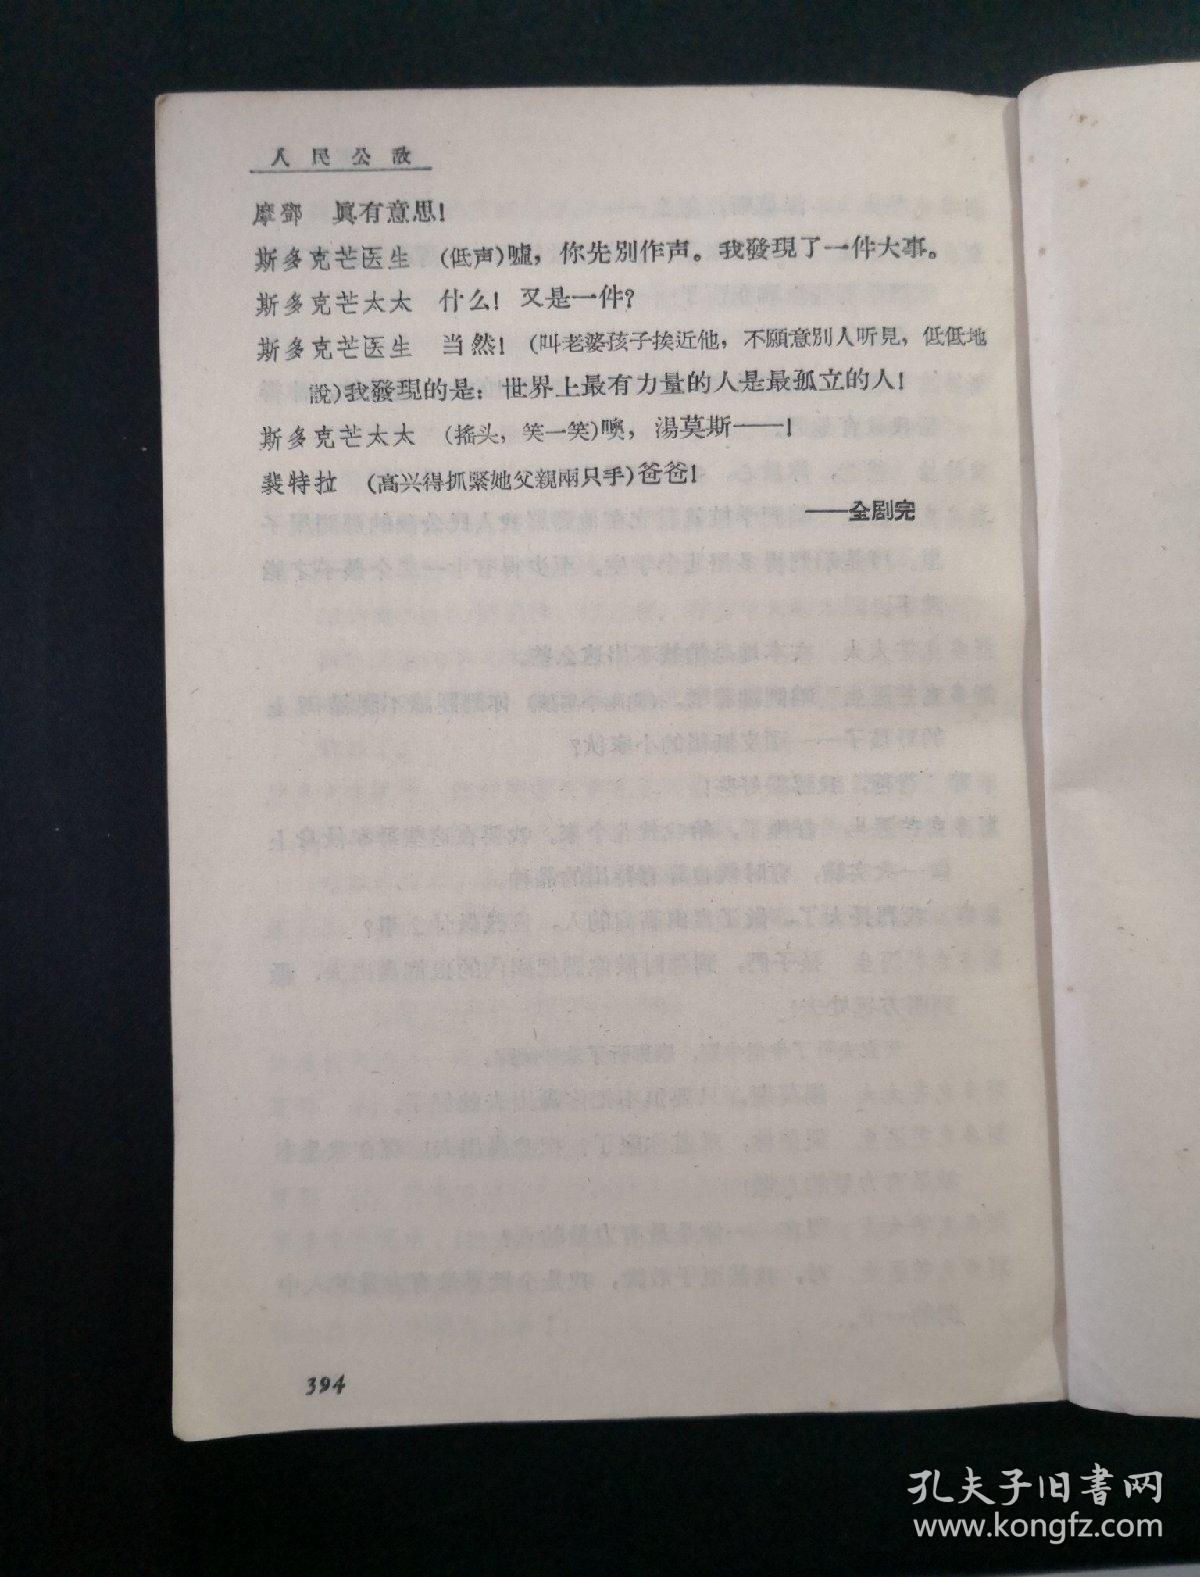 人民公敌
摩鄧　眞有意思！
斯多克芒医生　（低声）嘘，你先別作声。我發現了一件大事。
斯多克芒太太　什么！又是一件？
斯多克芒医生　当然！（叫老婆孩子挨近他，不願意別人听見，低低地
說）我發現的是：世界上最有力量的人是最孤立的人！
斯多克芒太太　（搖头，笑一笑）噢，湯莫斯——！
裴特拉　（高兴得抓緊她父親兩只手）爸爸！
——全剧完
394
孔夫子旧书网
www.kongfz.com